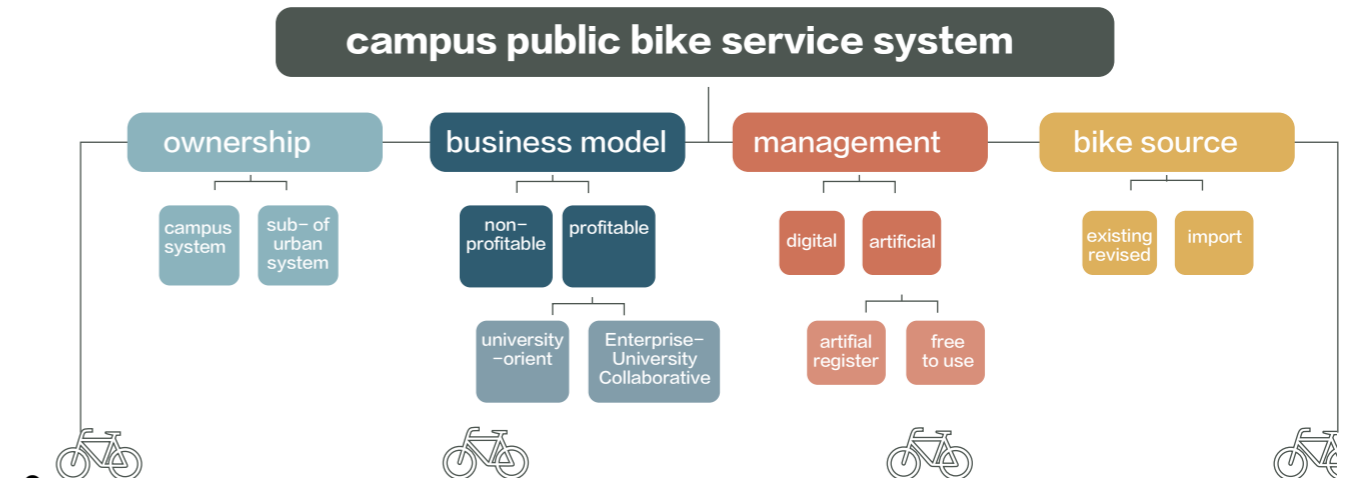 campus public bike service system
ownership
business model
management
bike source
campus
system
sub- of
urban
system
non-
profitable
profitable
digital
artificial
existing
revised
import
university
-orient
Enterprise-
University
Collaborative
artifial
register
free
to use